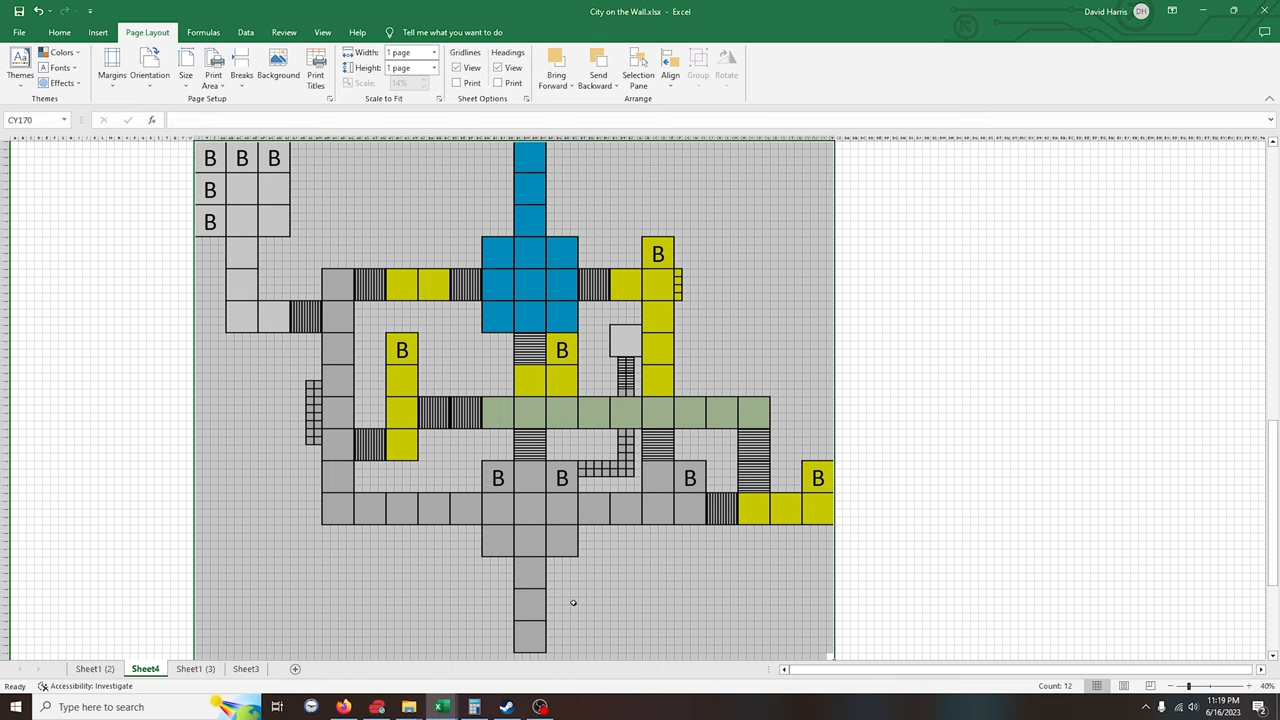 City on the Wall.xlsx - Excel
David Harris DH
File Home Insert Page Layout Formulas Data Review View Help Tell me what you want to do
Themes
Colors
Fonts
Effects
Themes
Margins Orientation Size Print Area Breaks Background Print Titles
Page Setup
Width: 1 page
Height: 1 page
Scale: 14%
Scale to Fit
Gridlines
View
Print
Headings
View
Print
Sheet Options
Bring Forward Send Backward Selection Pane Align Group Rotate
Arrange
CY170 fx
B B B
B
B
B
B B
B B B B
Sheet1 (2) Sheet4 Sheet1 (3) Sheet3
Ready Accessibility: Investigate Count: 12 40%
Type here to search
11:19 PM
6/16/2023
2